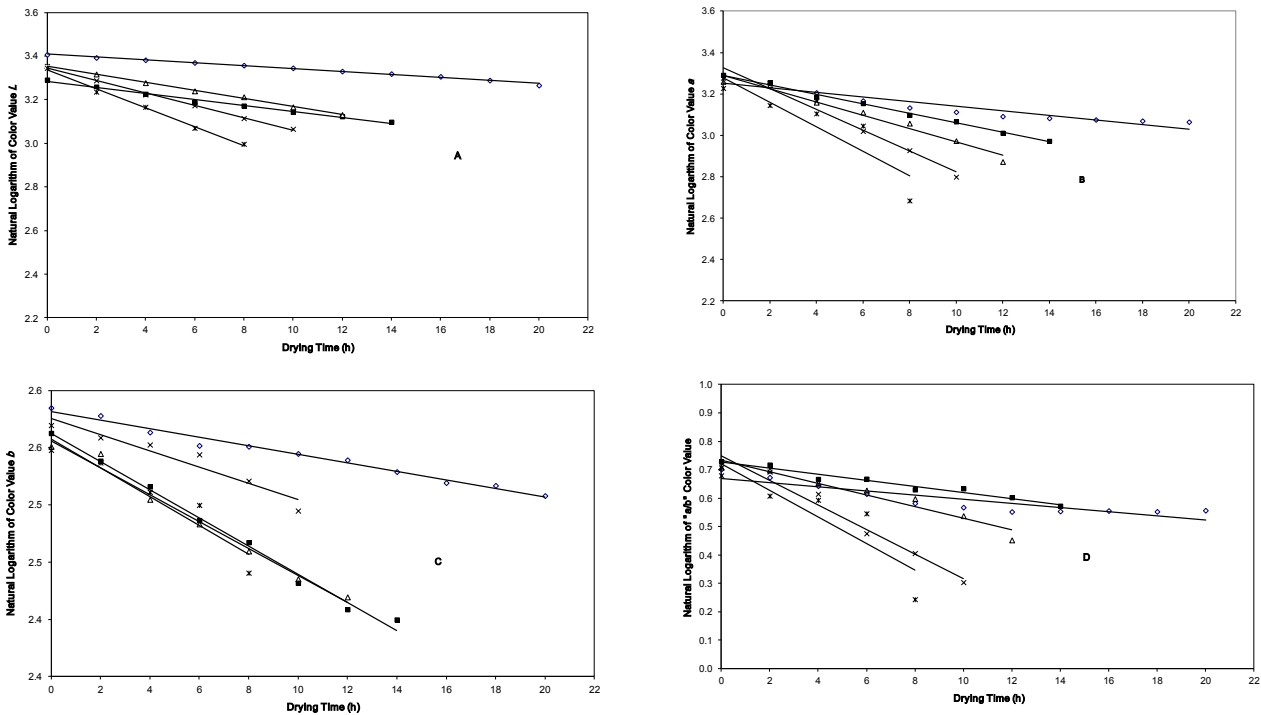 3.6
3.4
3.2
3.0
2.8
2.6
2.4
2.2
0 2 4 6 8 10 12 14 16 18 20 22
Natural Logarithm of Color Value L
Drying Time (h)
A
3.6
3.4
3.2
3.0
2.8
2.6
2.4
2.2
0 2 4 6 8 10 12 14 16 18 20 22
Natural Logarithm of Color Value a
Drying Time (h)
B
2.6
2.6
2.5
2.5
2.4
2.4
0 2 4 6 8 10 12 14 16 18 20 22
Natural Logarithm of Color Value b
Drying Time (h)
C
1.0
0.9
0.8
0.7
0.6
0.5
0.4
0.3
0.2
0.1
0.0
0 2 4 6 8 10 12 14 16 18 20 22
Natural Logarithm of "a/b" Color Value
Drying Time (h)
D